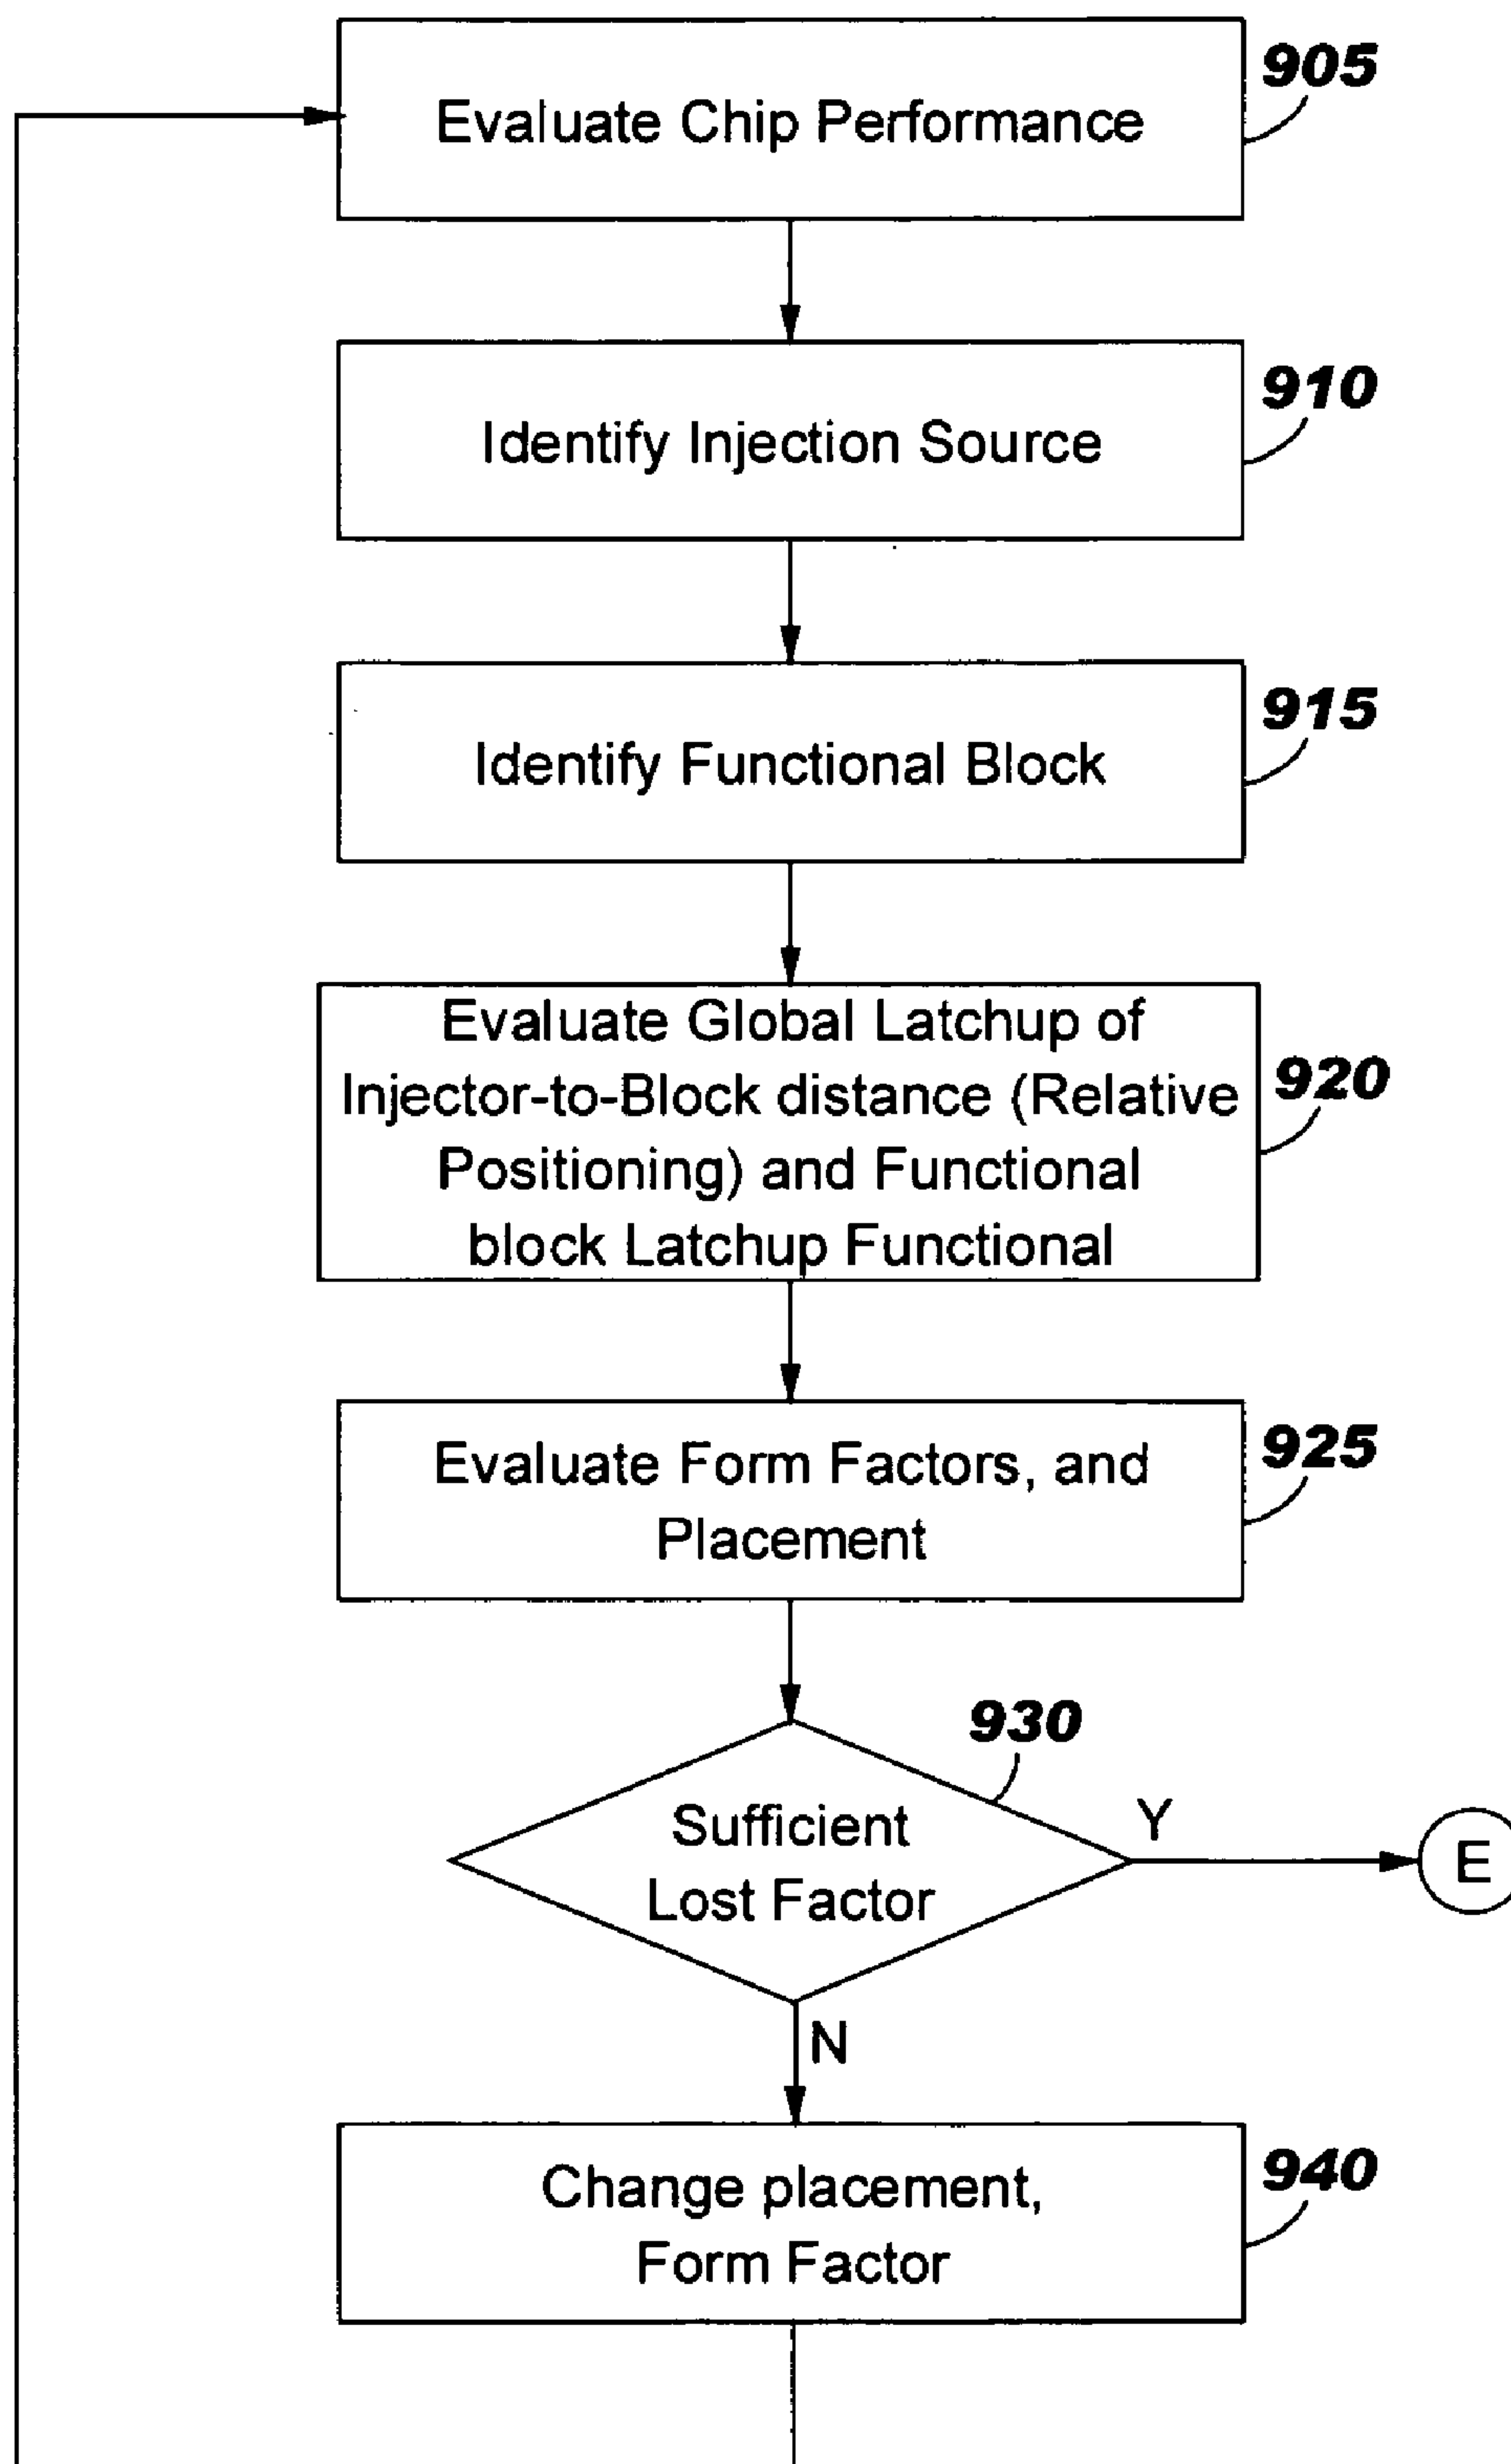 905
Evaluate Chip Performance
910
Identify Injection Source
915
Identify Functional Block
Evaluate Global Latchup of
Injector-to-Block distance (Relative
Positioning) and Functional
block Latchup Functional
920
Evaluate Form Factors, and
Placement
925
930
Sufficient
Lost Factor
Y
E
N
Change placement,
Form Factor
940